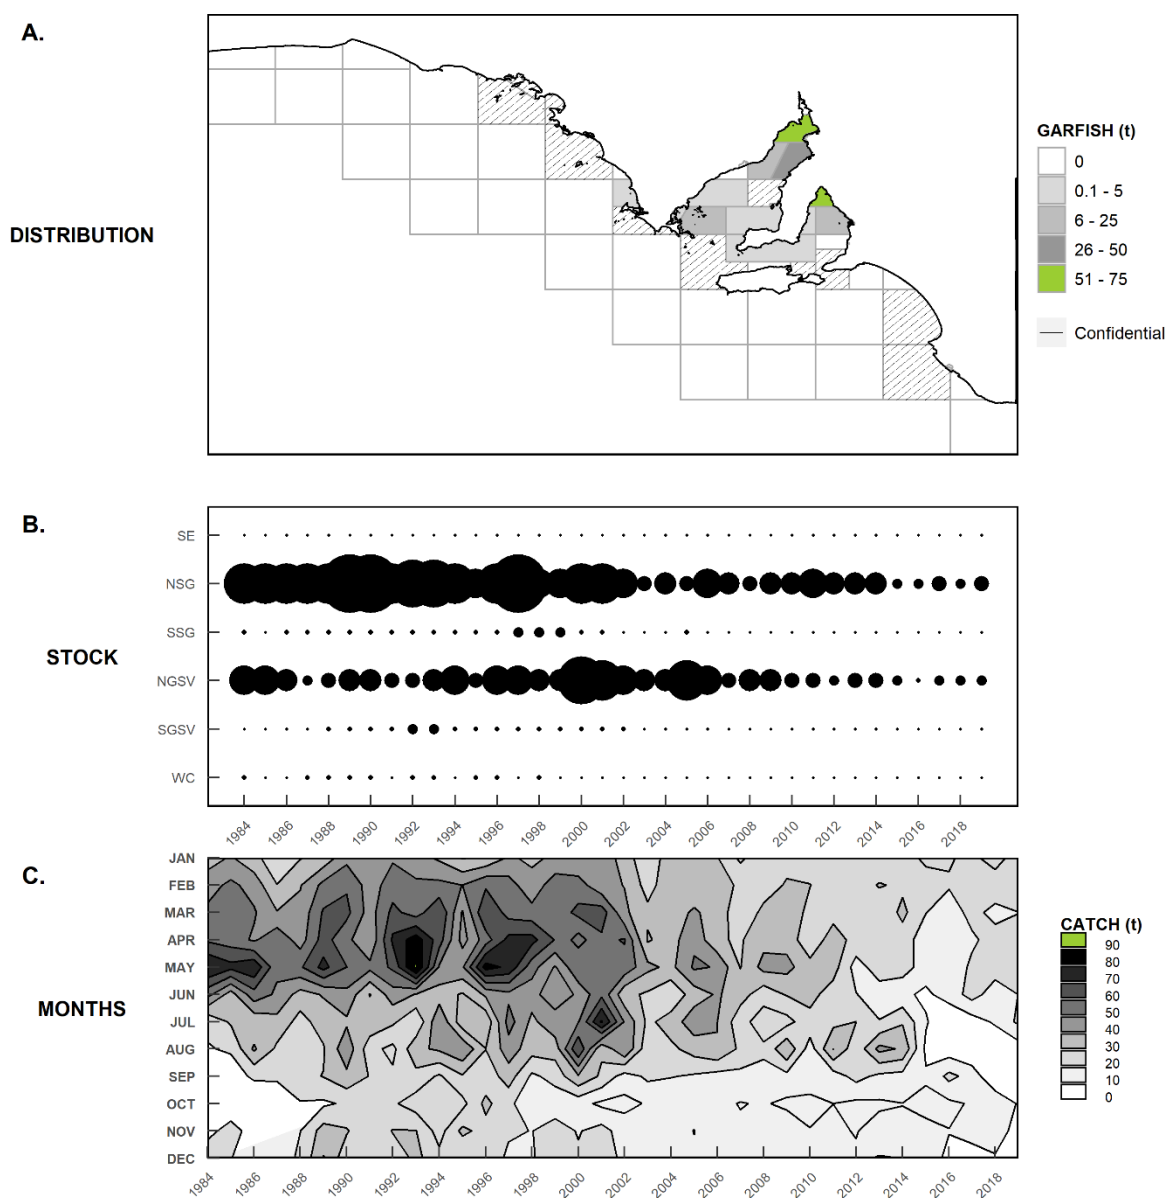 A.
DISTRIBUTION
GARFISH (t)
0
0.1 - 5
6 - 25
26 - 50
51 - 75
Confidential
B.
STOCK
SE
NSG
SSG
NGSV
SGSV
WC
1984 1986 1988 1990 1992 1994 1996 1998 2000 2002 2004 2006 2008 2010 2012 2014 2016 2018
C.
MONTHS
JAN
FEB
MAR
APR
MAY
JUN
JUL
AUG
SEP
OCT
NOV
DEC
1984 1986 1988 1990 1992 1994 1996 1998 2000 2002 2004 2006 2008 2010 2012 2014 2016 2018
CATCH (t)
90
80
70
60
50
40
30
20
10
0